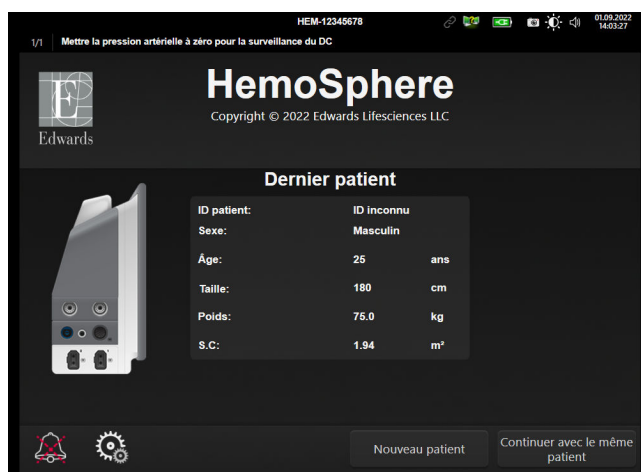 HEM-12345678
01.09.2022
14:03:27
1/1 Mettre la pression artérielle à zéro pour la surveillance du DC
E
Edwards
HemoSphere
Copyright © 2022 Edwards Lifesciences LLC
Dernier patient
ID patient: ID inconnu
Sexe: Masculin
Âge: 25 ans
Taille: 180 cm
Poids: 75.0 kg
S.C: 1.94 m²
Nouveau patient
Continuer avec le même
patient